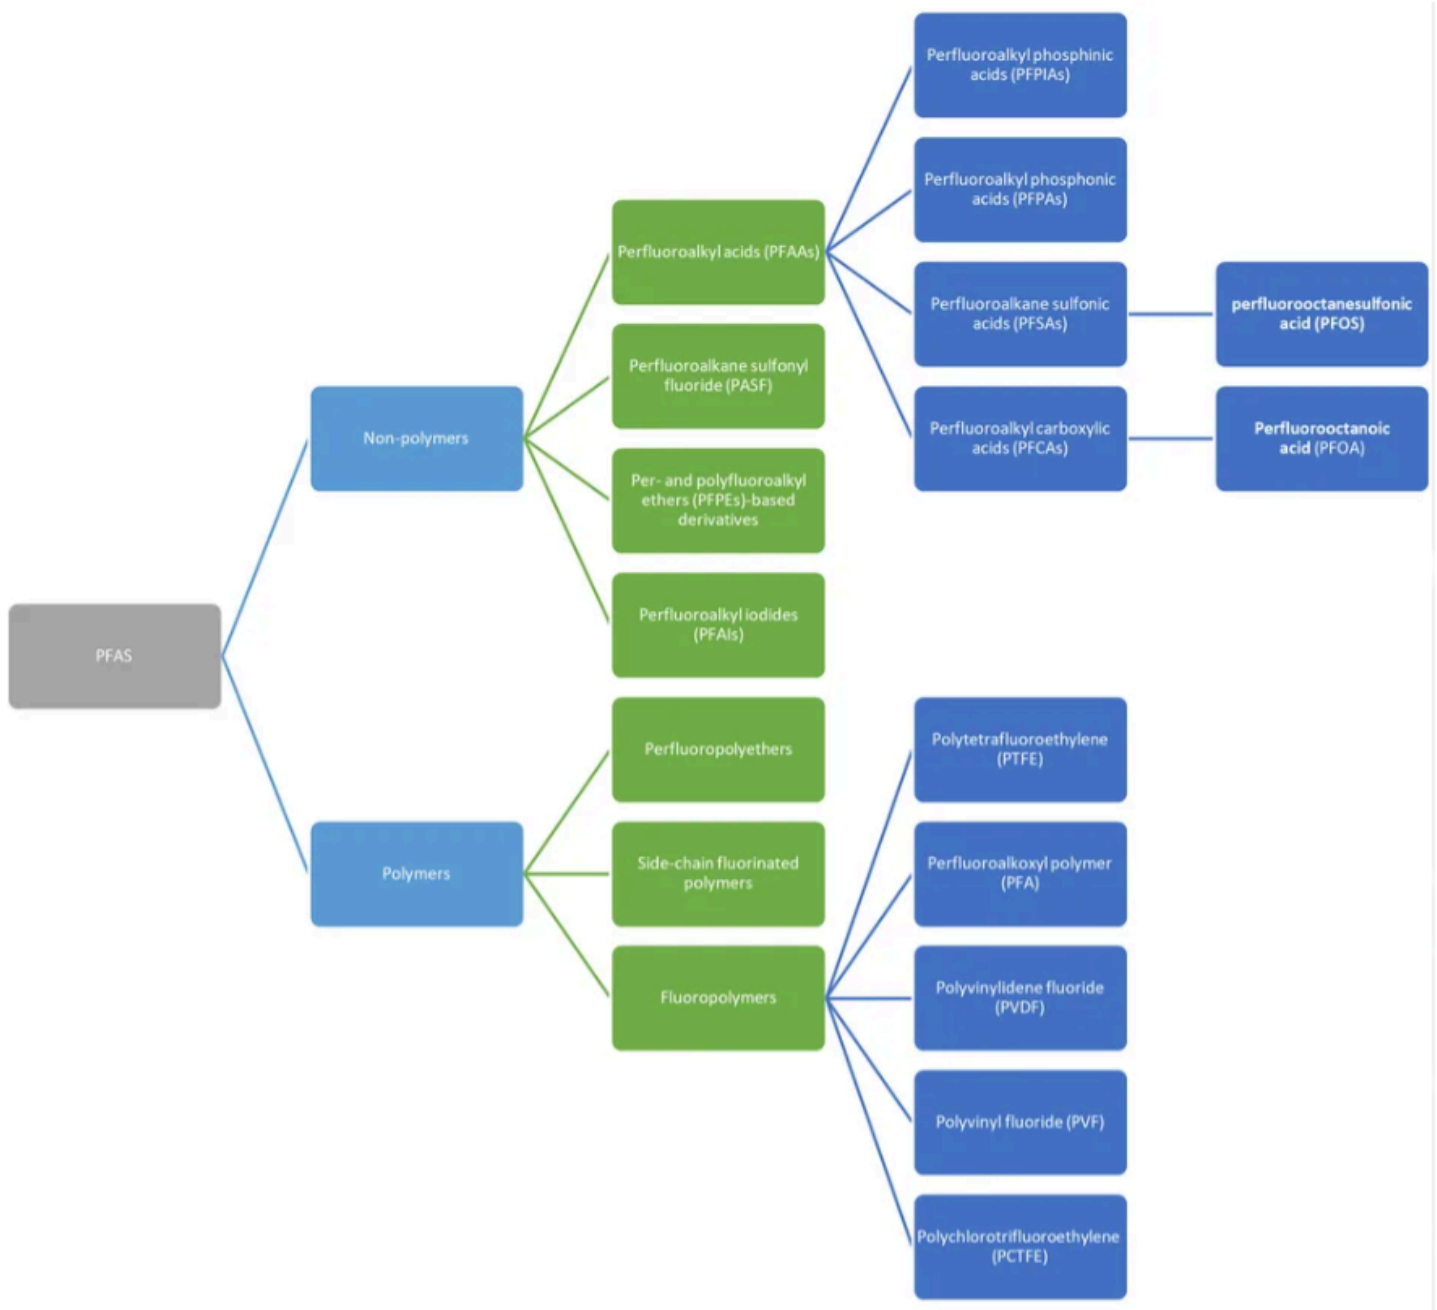 PFAS
Non-polymers
Polymers
Perfluoroalkyl acids (PFAAs)
Perfluoroalkane sulfonyl
fluoride (PASF)
Per- and polyfluoroalkyl
ethers (PFPEs)-based
derivatives
Perfluoroalkyl iodides
(PFAIs)
Perfluoropolyethers
Side-chain fluorinated
polymers
Fluoropolymers
Perfluoroalkyl phosphinic
acids (PFPIAs)
Perfluoroalkyl phosphonic
acids (PFPAs)
Perfluoroalkane sulfonic
acids (PFSAs)
Perfluoroalkyl carboxylic
acids (PFCAs)
Polytetrafluoroethylene
(PTFE)
Perfluoroalkoxyl polymer
(PFA)
Polyvinylidene fluoride
(PVDF)
Polyvinyl fluoride (PVF)
Polychlorotrifluoroethylene
(PCTFE)
perfluorooctanesulfonic
acid (PFOS)
Perfluorooctanoic
acid (PFOA)